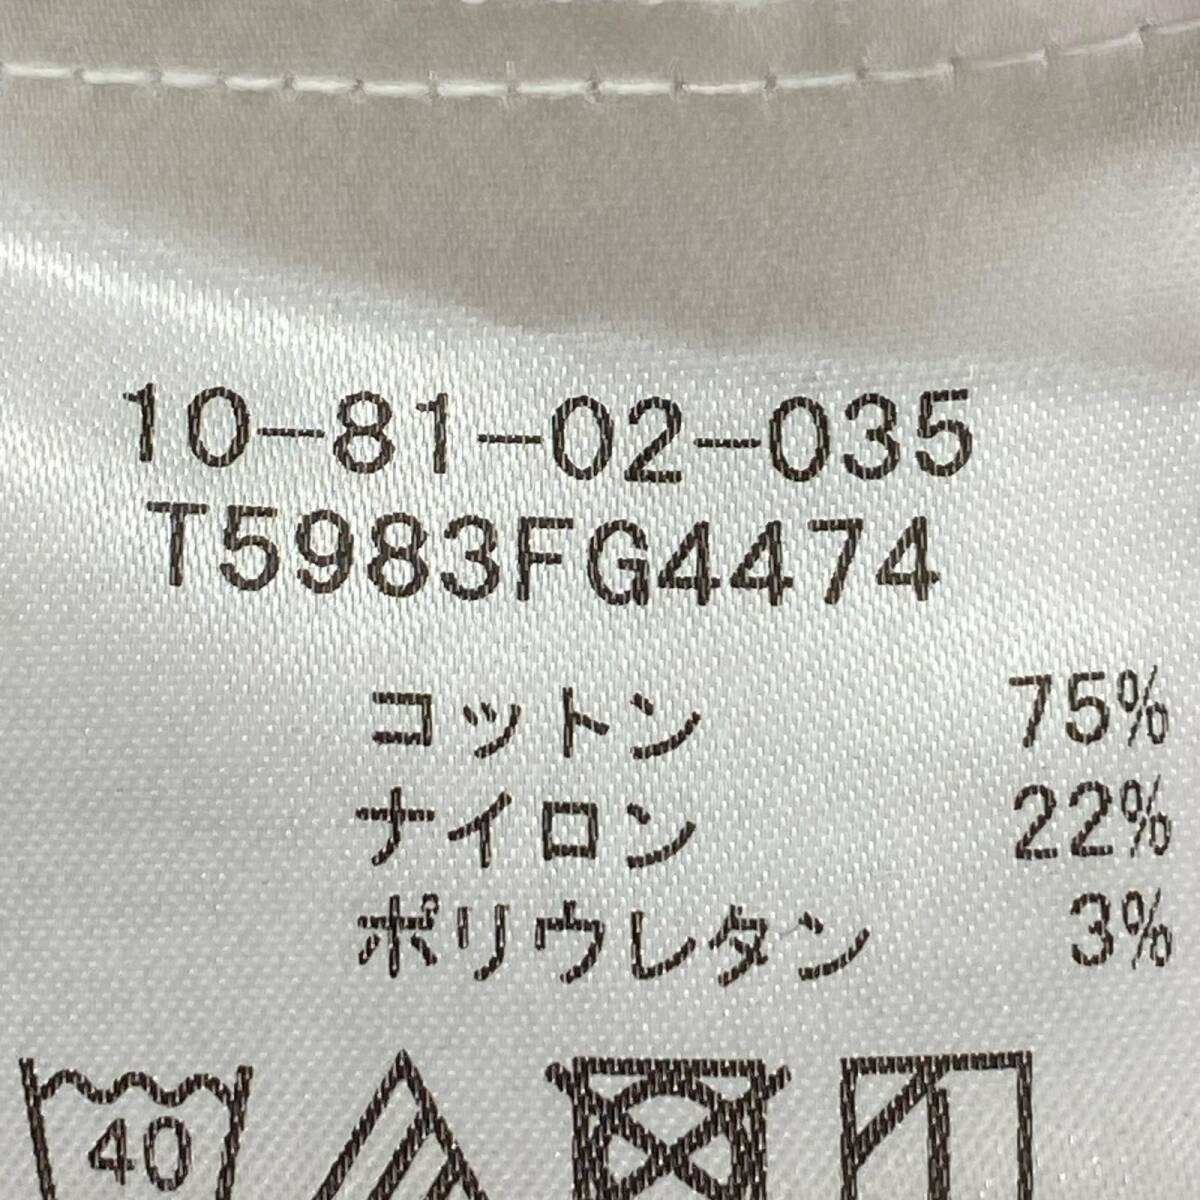 10-81-02-035
T5983FG4474
コットン 75%
ナイロン 22%
ポリウレタン 3%
40